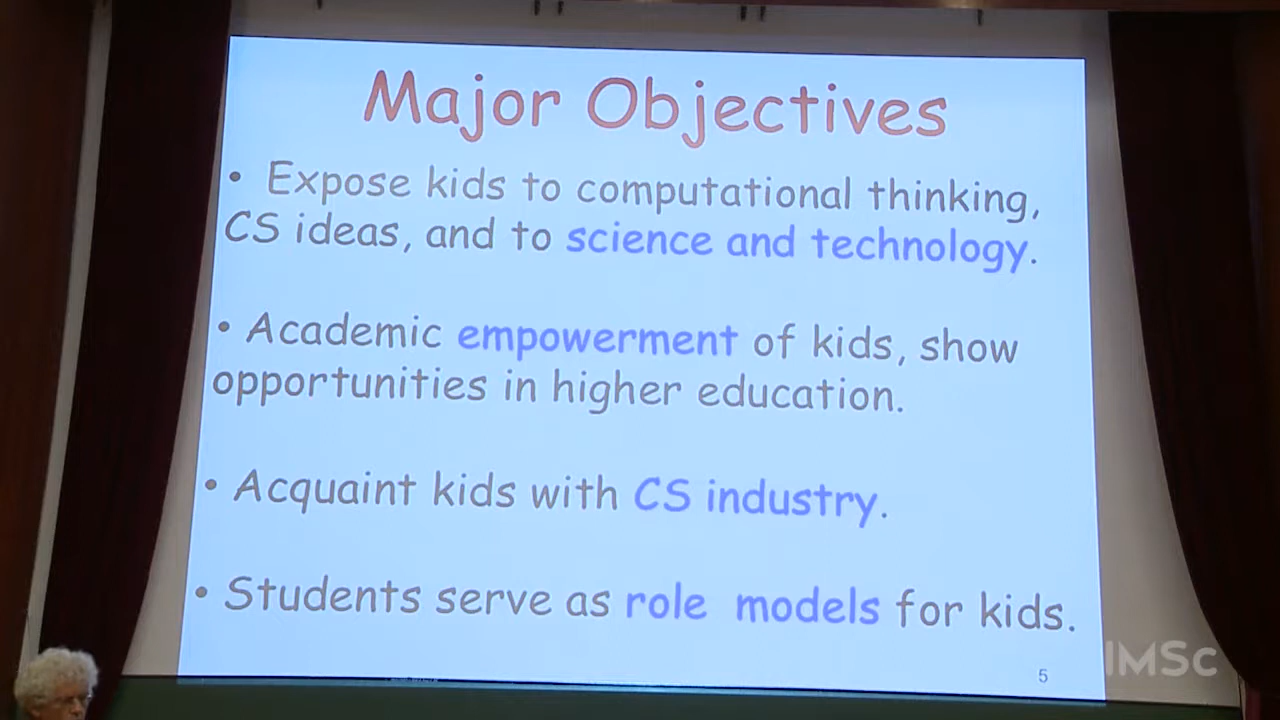 Major Objectives
• Expose kids to computational thinking,
CS ideas, and to science and technology.
• Academic empowerment of kids, show
opportunities in higher education.
• Acquaint kids with CS industry.
• Students serve as role models for kids.
5
IMSc